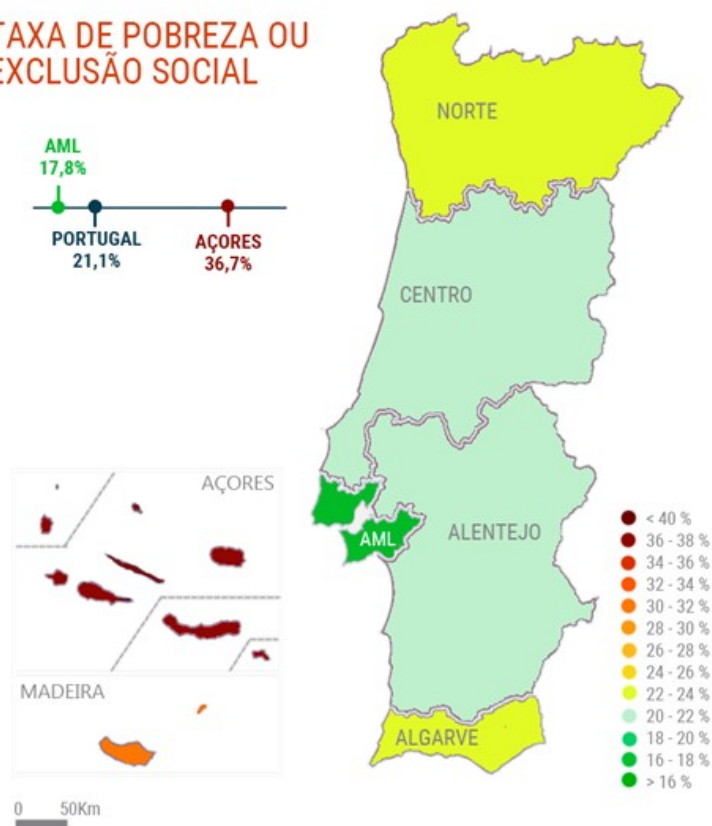 TAXA DE POBREZA OU
EXCLUSÃO SOCIAL
AML
17,8%
PORTUGAL
21,1%
AÇORES
36,7%
NORTE
CENTRO
AML
ALENTEJO
ALGARVE
AÇORES
MADEIRA
0 50Km
< 40 %
36 - 38 %
34 - 36 %
32 - 34 %
30 - 32 %
28 - 30 %
26 - 28 %
24 - 26 %
22 - 24 %
20 - 22 %
18 - 20 %
16 - 18 %
> 16 %